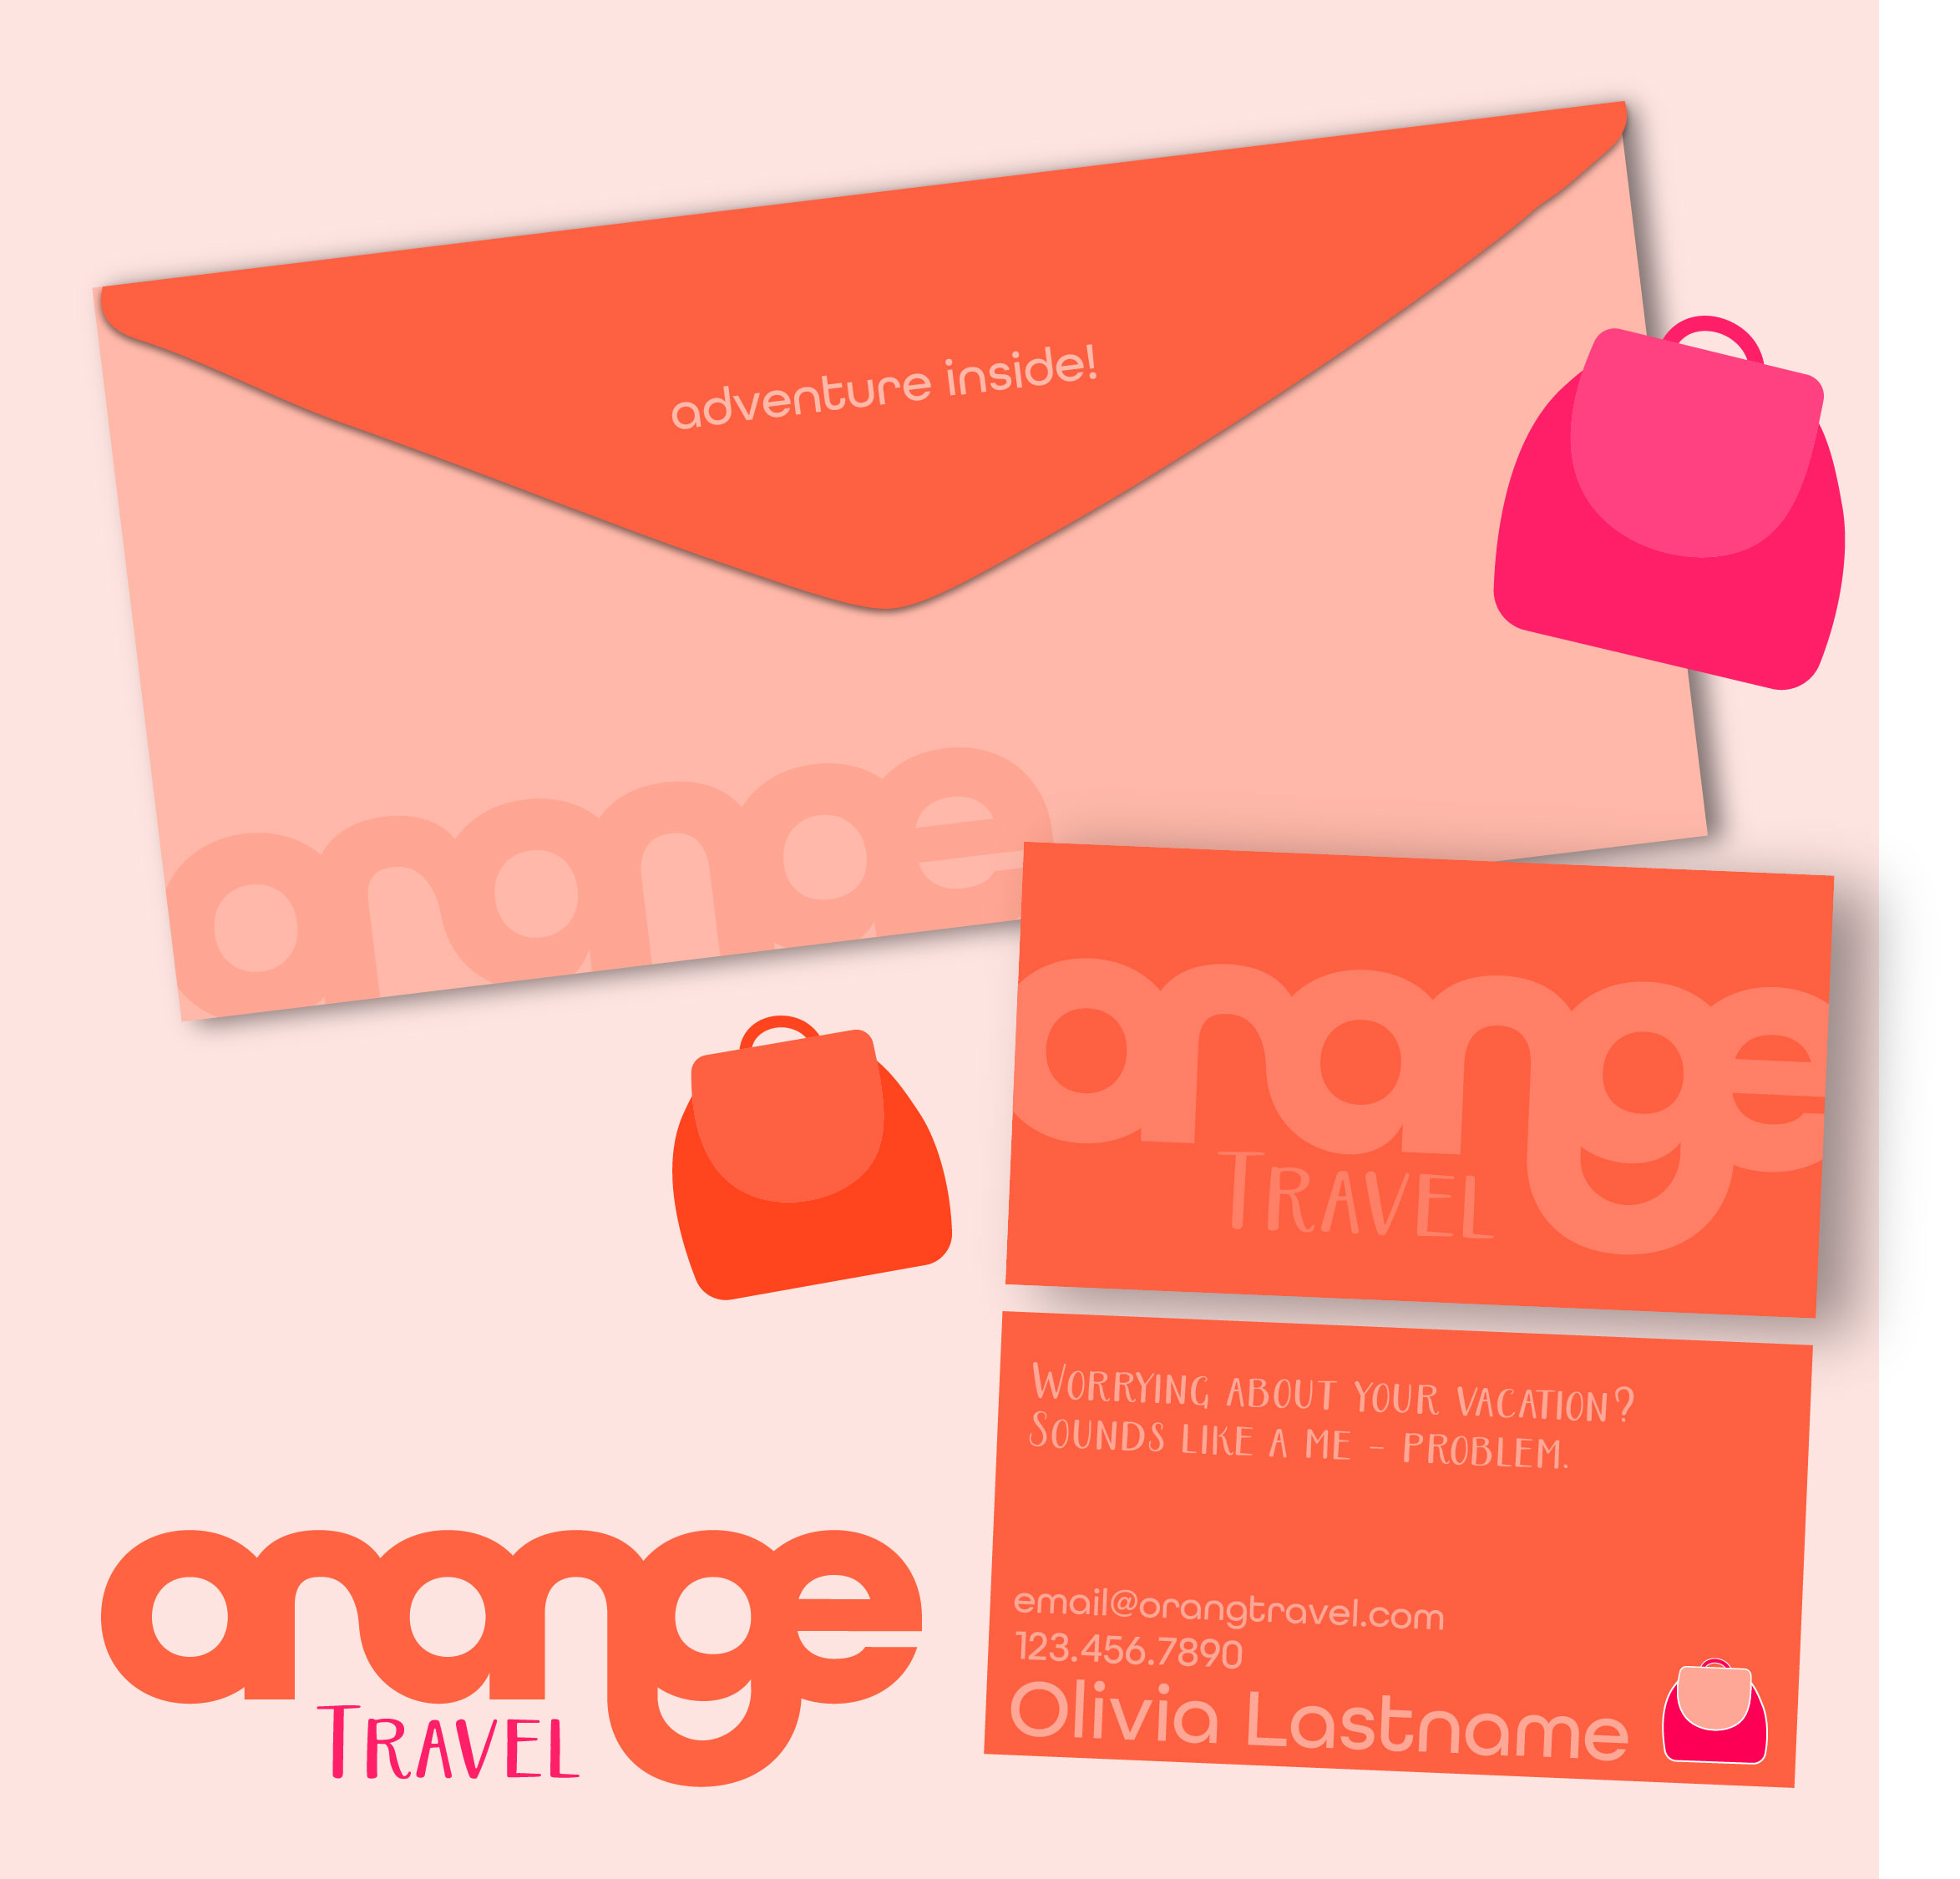 adventure inside!
orange
orange
Travel
Worrying about your vacation?
Sounds like a me - problem.
email@orangtravel.com
123.456.7890
Olivia Lastname
orange
Travel